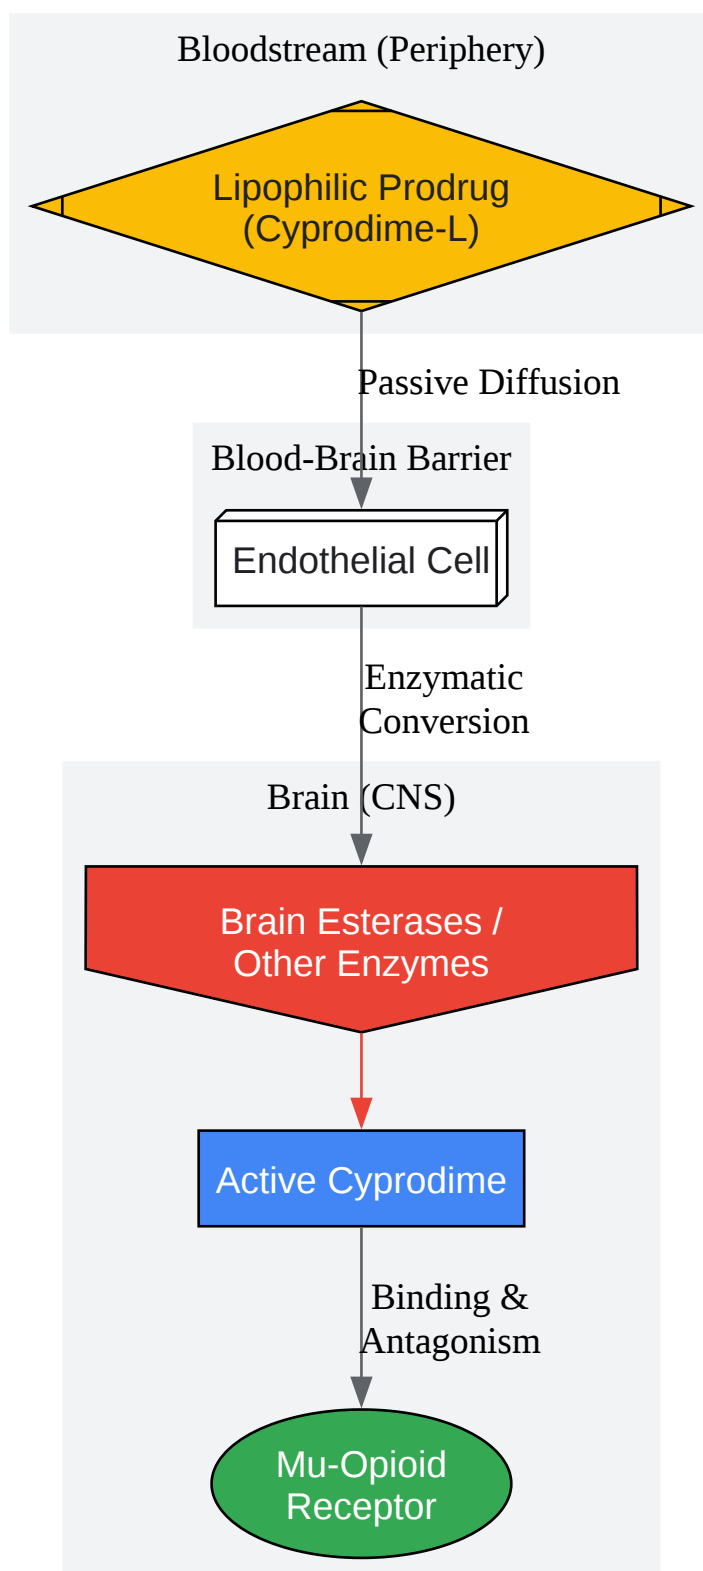 Bloodstream (Periphery)
Lipophilic Prodrug
(Cyprodime-L)
Passive Diffusion
Blood-Brain Barrier
Endothelial Cell
Enzymatic
Conversion
Brain (CNS)
Brain Esterases /
Other Enzymes
Active Cyprodime
Binding &
Antagonism
Mu-Opioid
Receptor